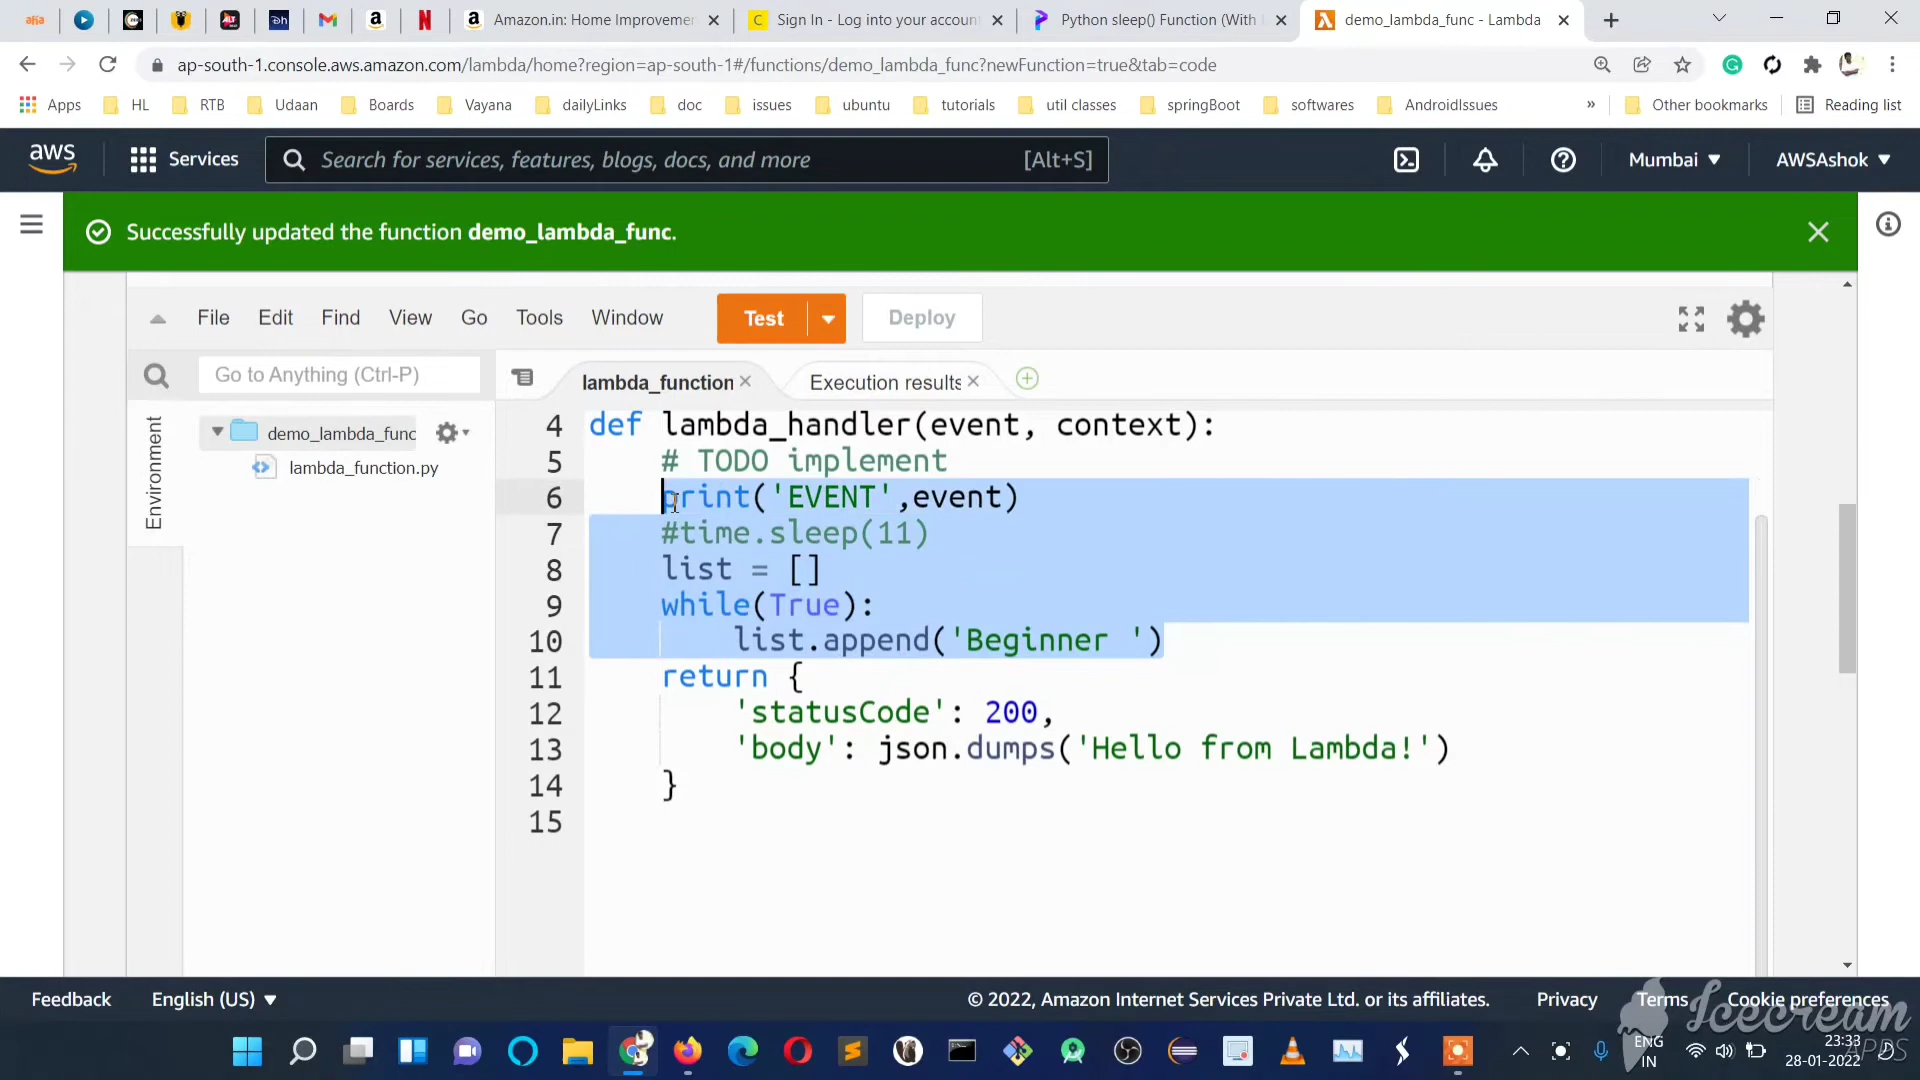 Amazon.in: Home Improvemen
Sign In - Log into your accoun
Python sleep() Function (With I
demo_lambda_func - Lambda
ap-south-1.console.aws.amazon.com/lambda/home?region=ap-south-1#/functions/demo_lambda_func?newFunction=true&tab=code
Apps HL RTB Udaan Boards Vayana dailyLinks doc issues ubuntu tutorials util classes springBoot softwares AndroidIssues » Other bookmarks Reading list
aws Services Search for services, features, blogs, docs, and more [Alt+S] Mumbai AWSAshok
Successfully updated the function demo_lambda_func.
File Edit Find View Go Tools Window Test Deploy
Go to Anything (Ctrl-P)
lambda_function Execution results
Environment
demo_lambda_func
lambda_function.py
4 def lambda_handler(event, context):
5 # TODO implement
6 print('EVENT',event)
7 #time.sleep(11)
8 list = []
9 while(True):
10 list.append('Beginner ')
11 return {
12 'statusCode': 200,
13 'body': json.dumps('Hello from Lambda!')
14 }
15
Feedback English (US) © 2022, Amazon Internet Services Private Ltd. or its affiliates. Privacy Terms Cookie preferences
Icecream
APPS
ENG
IN
23:33
28-01-2022